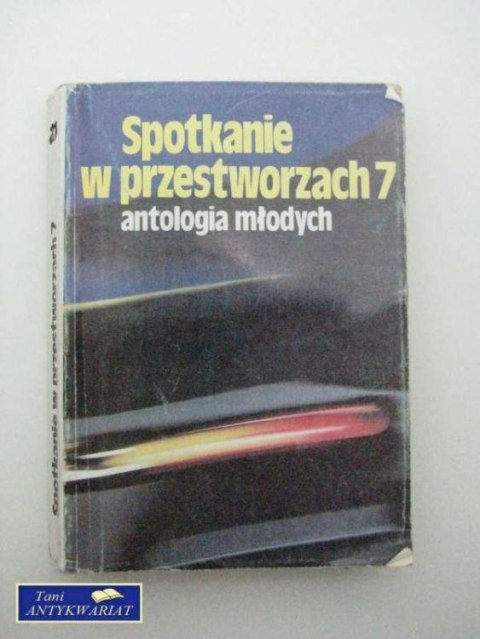 Spotkanie
w przestworzach 7
antologia młodych
Spotkanie w przestworzach 7
Tani
ANTYKWARIAT